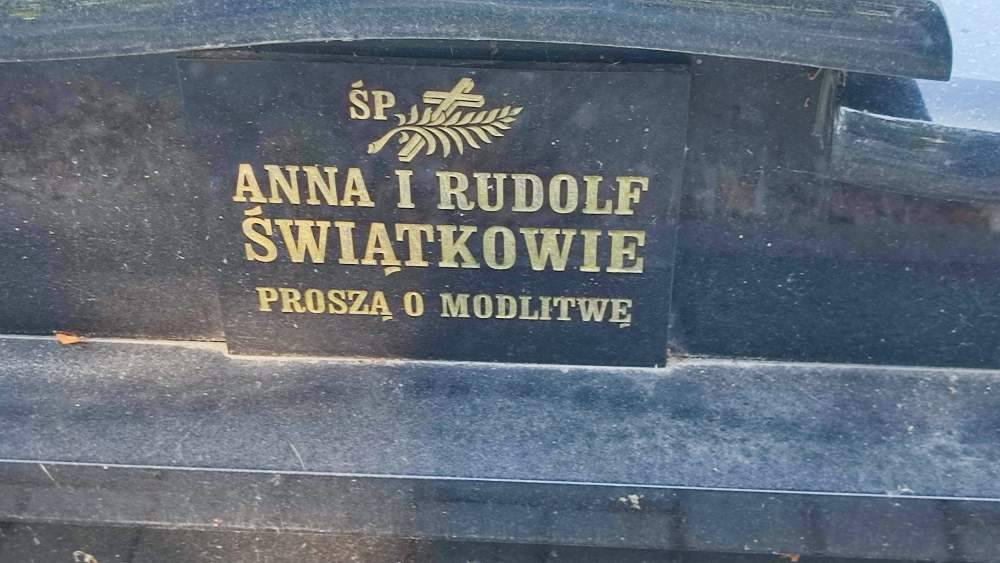 ŚP
ANNA I RUDOLF
ŚWIĄTKOWIE
PROSZĄ O MODLITWĘ